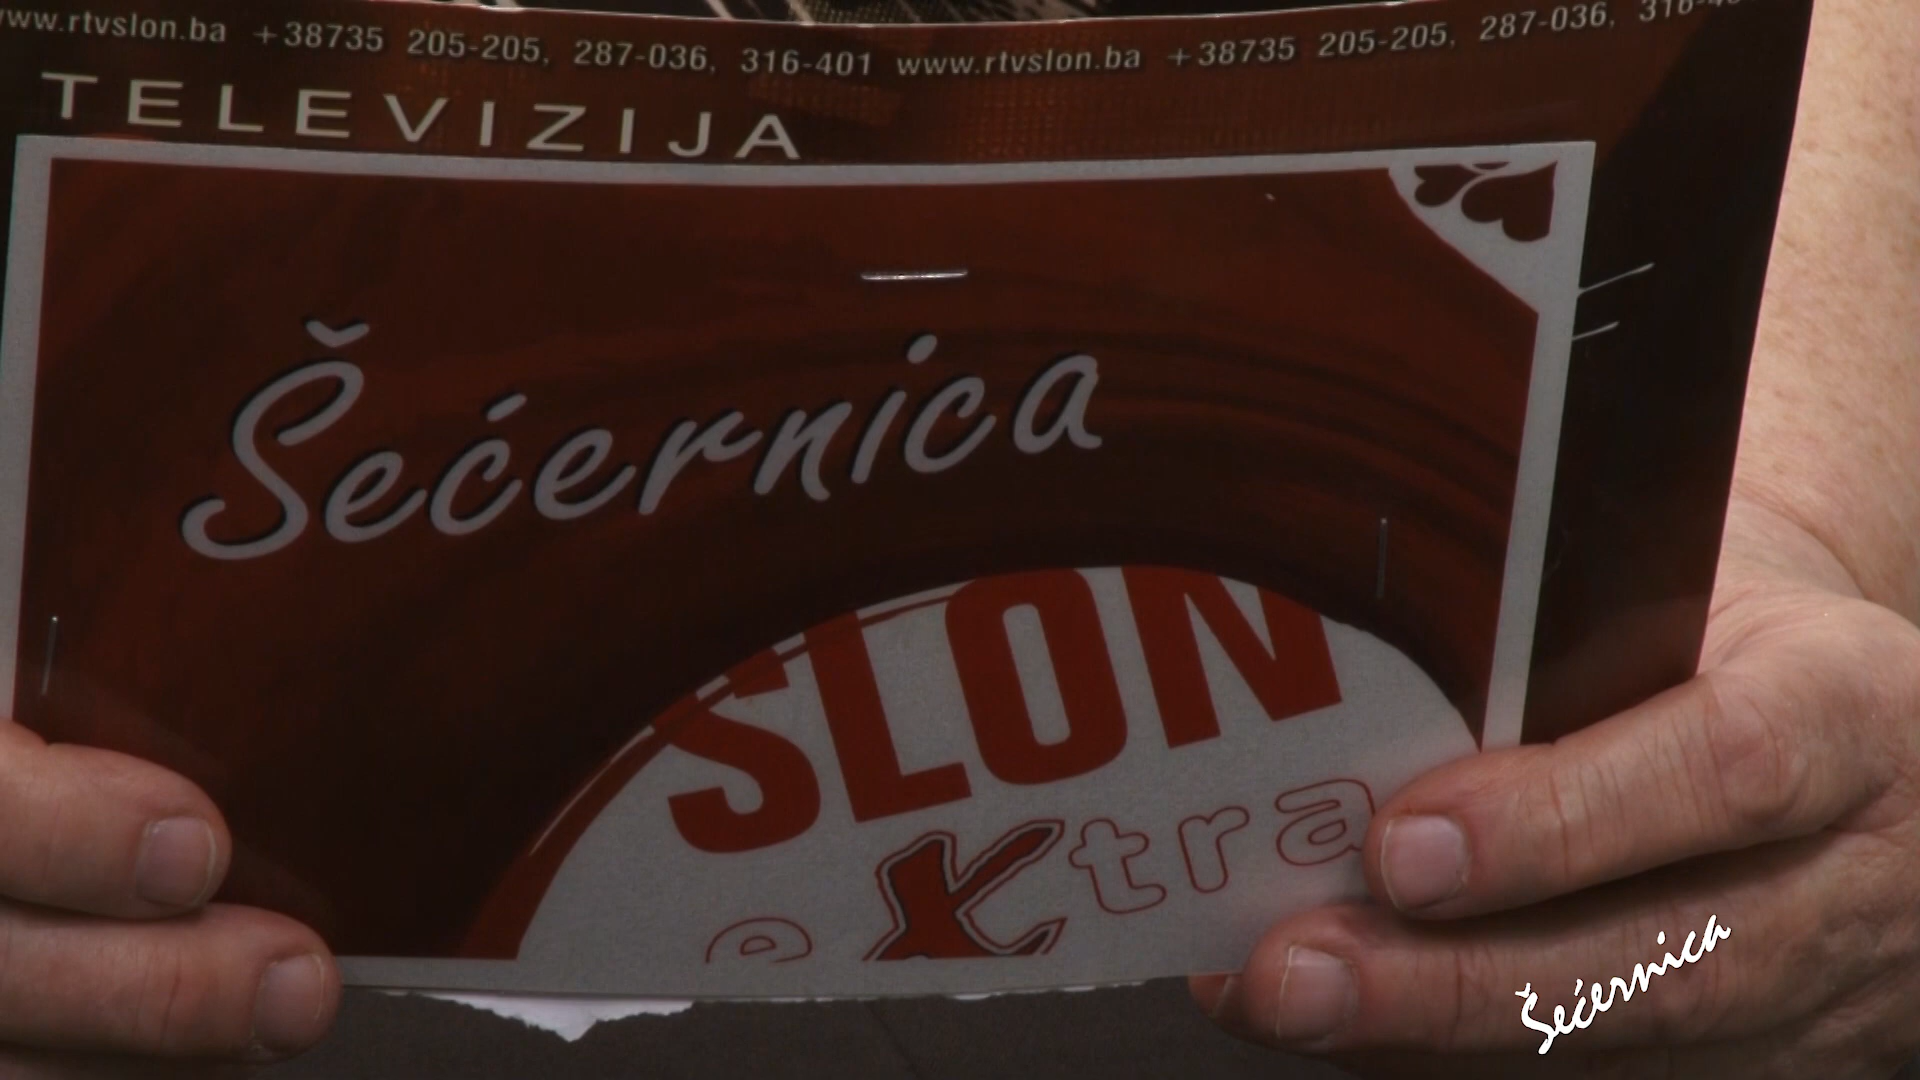 www.rtvslon.ba +38735 205-205, 287-036, 316-401 www.rtvslon.ba +38735 205-205, 287-036,
TELEVIZIJA
Šećernica
SLON
extra
Šećernica